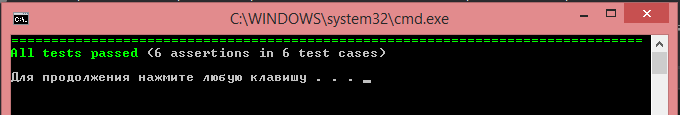 C:\WINDOWS\system32\cmd.exe
===============================================================================
All tests passed (6 assertions in 6 test cases)
Для продолжения нажмите любую клавишу . . . _